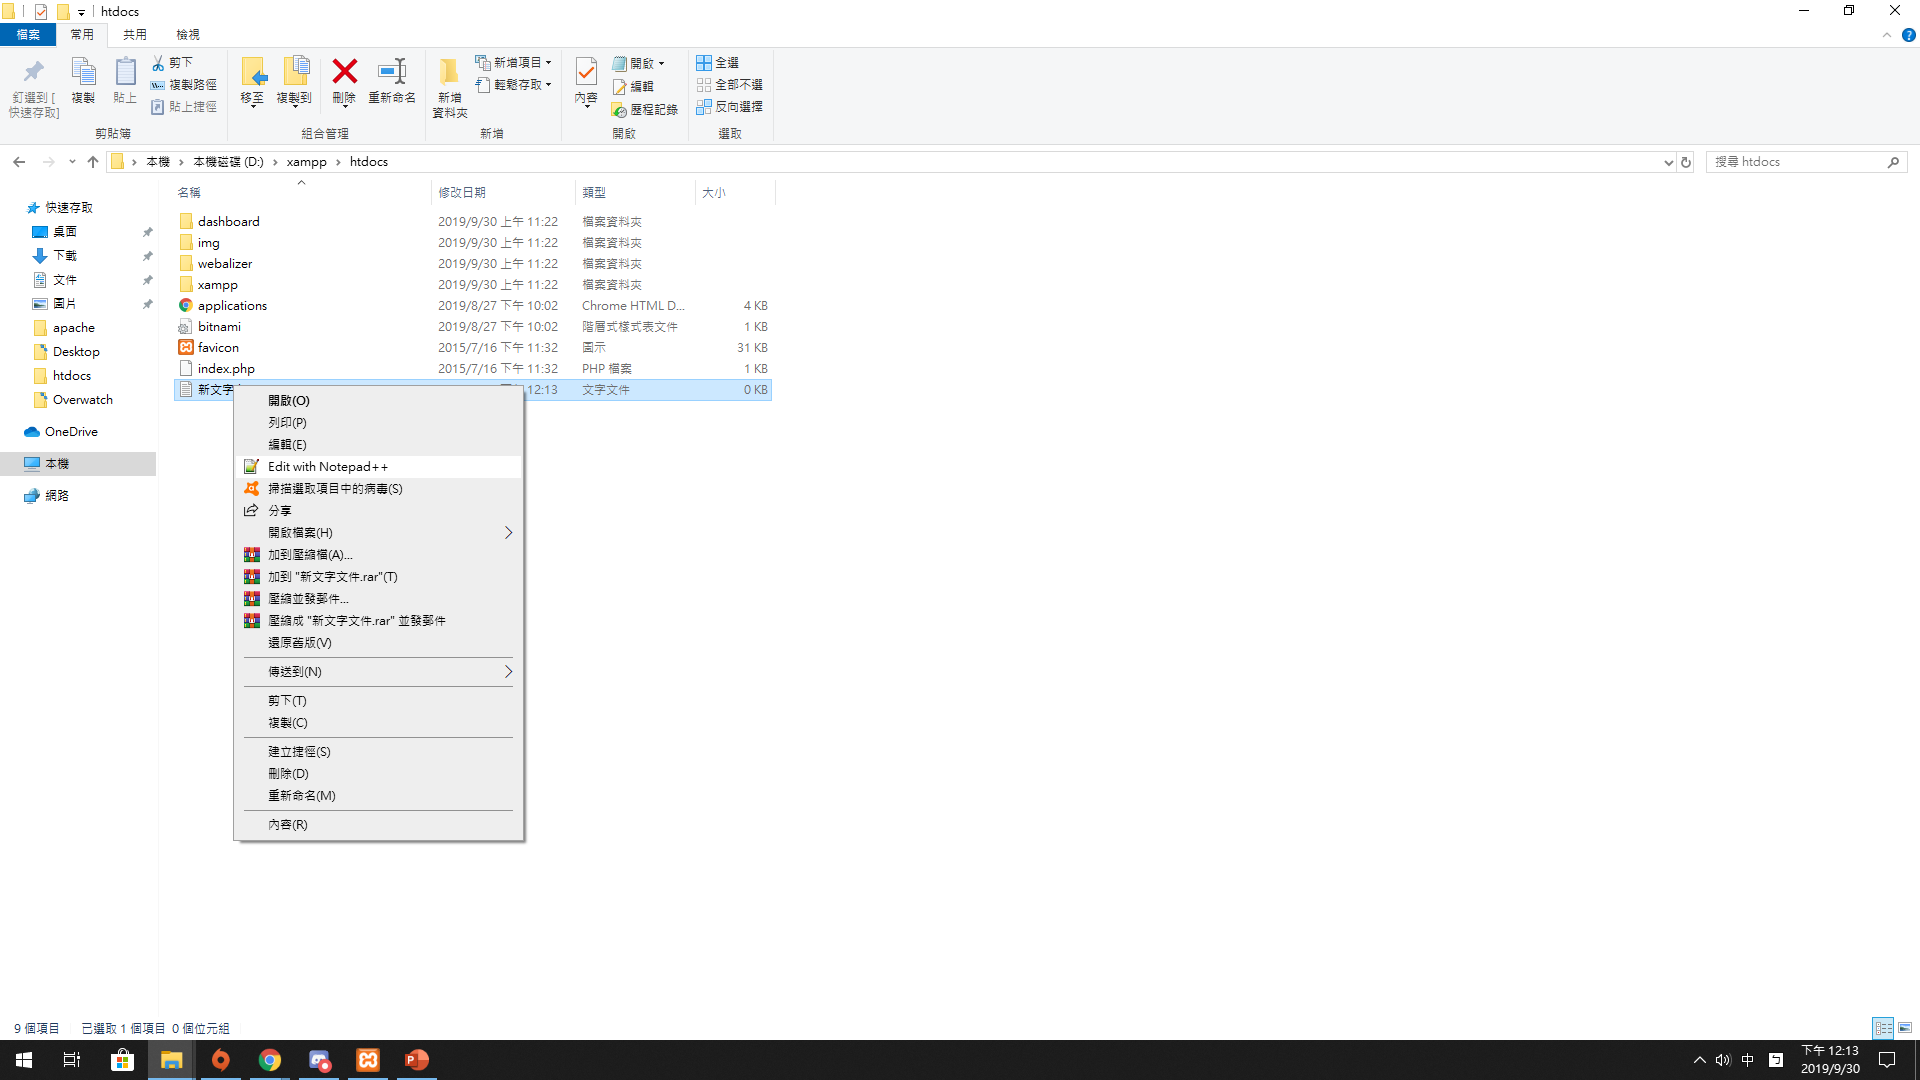 htdocs
檔案 常用 共用 檢視
釘選到 [
快速存取]
複製
貼上
剪下
複製路徑
貼上捷徑
剪貼簿
移至
複製到
刪除
重新命名
組合管理
新增
資料夾
新增項目
輕鬆存取
新增
內容
開啟
編輯
歷程記錄
開啟
全選
全部不選
反向選擇
選取
本機 本機磁碟 (D:) xampp htdocs
搜尋 htdocs
快速存取
桌面
下載
文件
圖片
apache
Desktop
htdocs
Overwatch
OneDrive
本機
網路
名稱 修改日期 類型 大小
dashboard 2019/9/30 上午 11:22 檔案資料夾
img 2019/9/30 上午 11:22 檔案資料夾
webalizer 2019/9/30 上午 11:22 檔案資料夾
xampp 2019/9/30 上午 11:22 檔案資料夾
applications 2019/8/27 下午 10:02 Chrome HTML D... 4 KB
bitnami 2019/8/27 下午 10:02 階層式樣式表文件 1 KB
favicon 2015/7/16 下午 11:32 圖示 31 KB
index.php 2015/7/16 下午 11:32 PHP 檔案 1 KB
新文字 12:13 文字文件 0 KB
開啟(O)
列印(P)
編輯(E)
Edit with Notepad++
掃描選取項目中的病毒(S)
分享
開啟檔案(H)
加到壓縮檔(A)...
加到 "新文字文件.rar"(T)
壓縮並發郵件...
壓縮成 "新文字文件.rar" 並發郵件
還原舊版(V)
傳送到(N)
剪下(T)
複製(C)
建立捷徑(S)
刪除(D)
重新命名(M)
內容(R)
9 個項目 已選取 1 個項目 0 個位元組
中 ㄅ
下午 12:13
2019/9/30